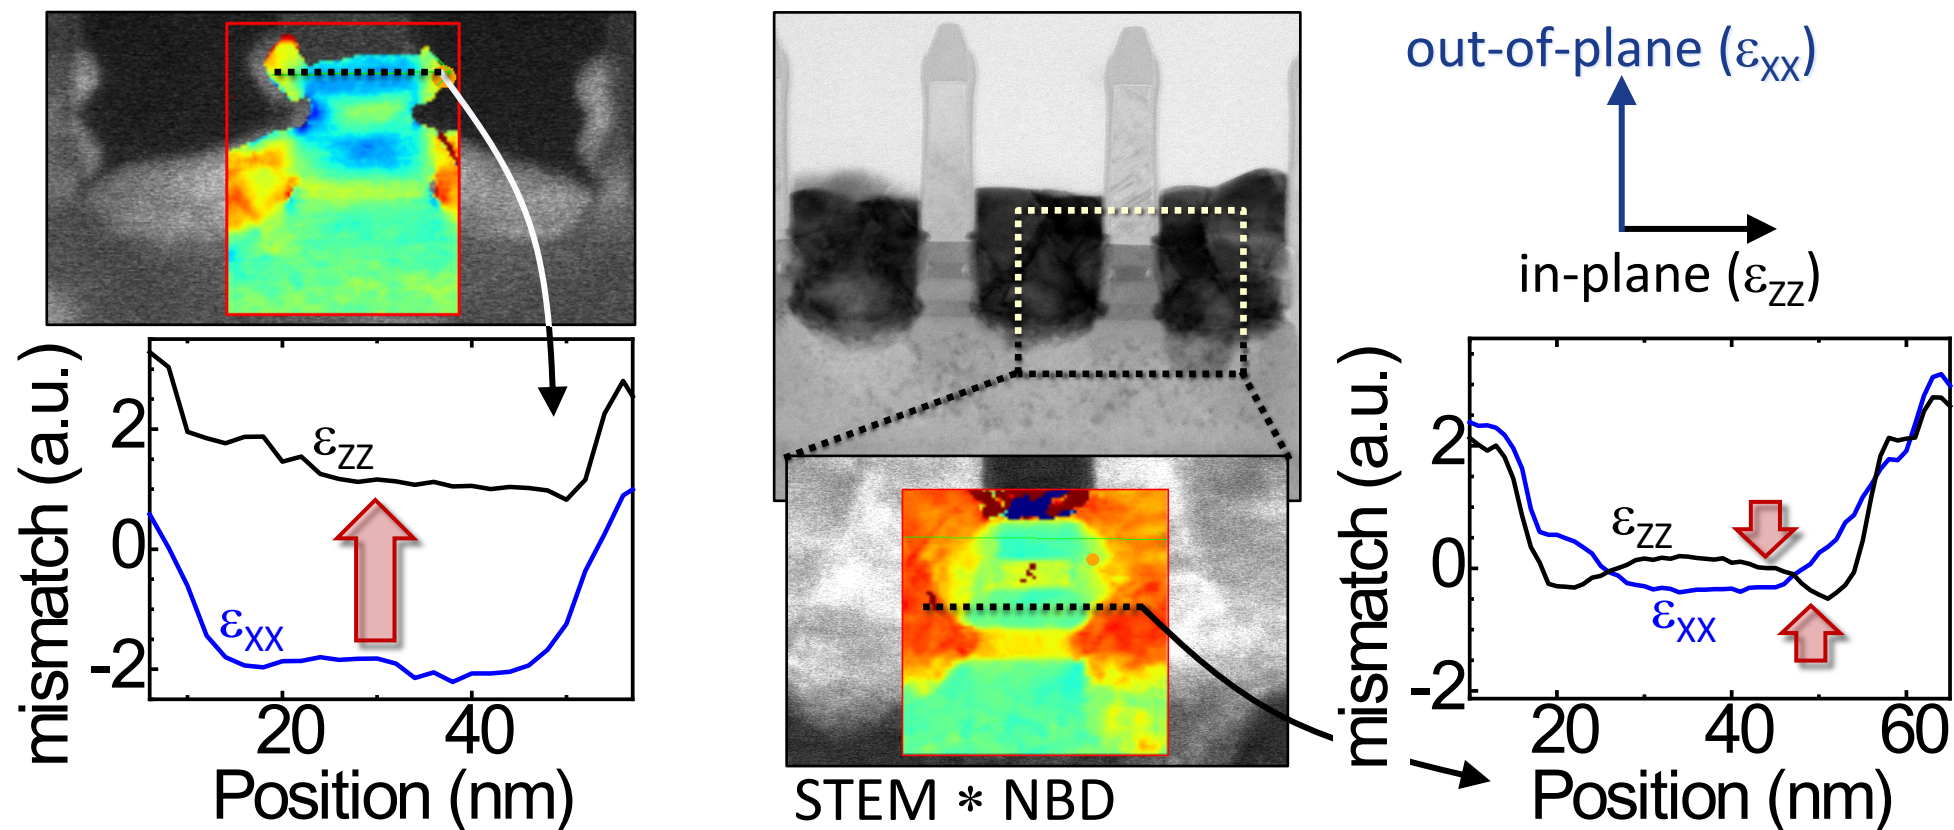 out-of-plane (εXX)
in-plane (εZZ)
mismatch (a.u.)
2
0
-2
εZZ
εXX
20 40
Position (nm)
STEM * NBD
mismatch (a.u.)
2
0
-2
εZZ
εXX
20 40 60
Position (nm)